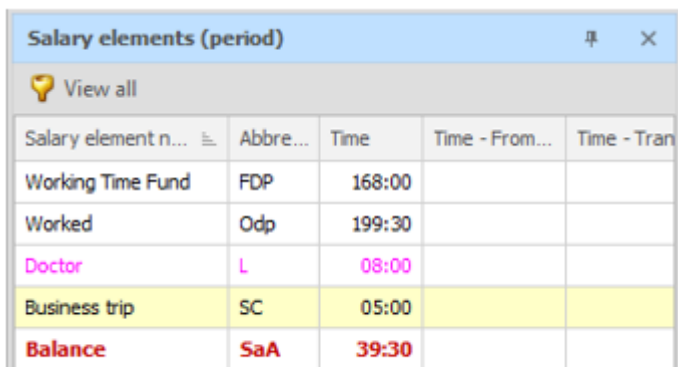 Salary elements (period)
View all
Salary element n... Abbre... Time Time - From... Time - Tran
Working Time Fund FDP 168:00
Worked Odp 199:30
Doctor L 08:00
Business trip SC 05:00
Balance SaA 39:30